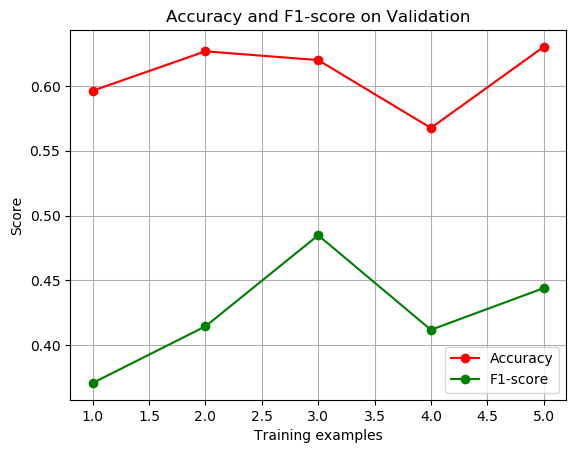 Accuracy and F1-score on Validation
Score
0.60
0.55
0.50
0.45
0.40
Accuracy
F1-score
1.0 1.5 2.0 2.5 3.0 3.5 4.0 4.5 5.0
Training examples